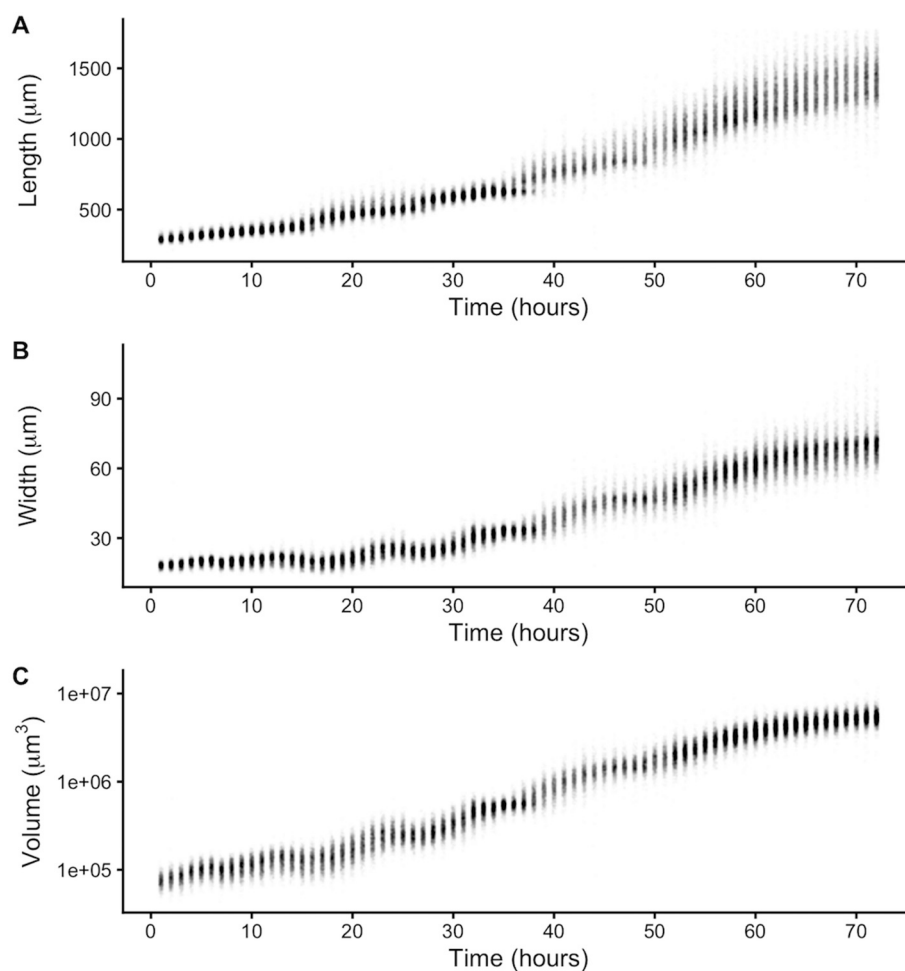 A
Length (μm)
1500
1000
500
0 10 20 30 40 50 60 70
Time (hours)
B
Width (μm)
90
60
30
0 10 20 30 40 50 60 70
Time (hours)
C
Volume (μm³)
1e+07
1e+06
1e+05
0 10 20 30 40 50 60 70
Time (hours)